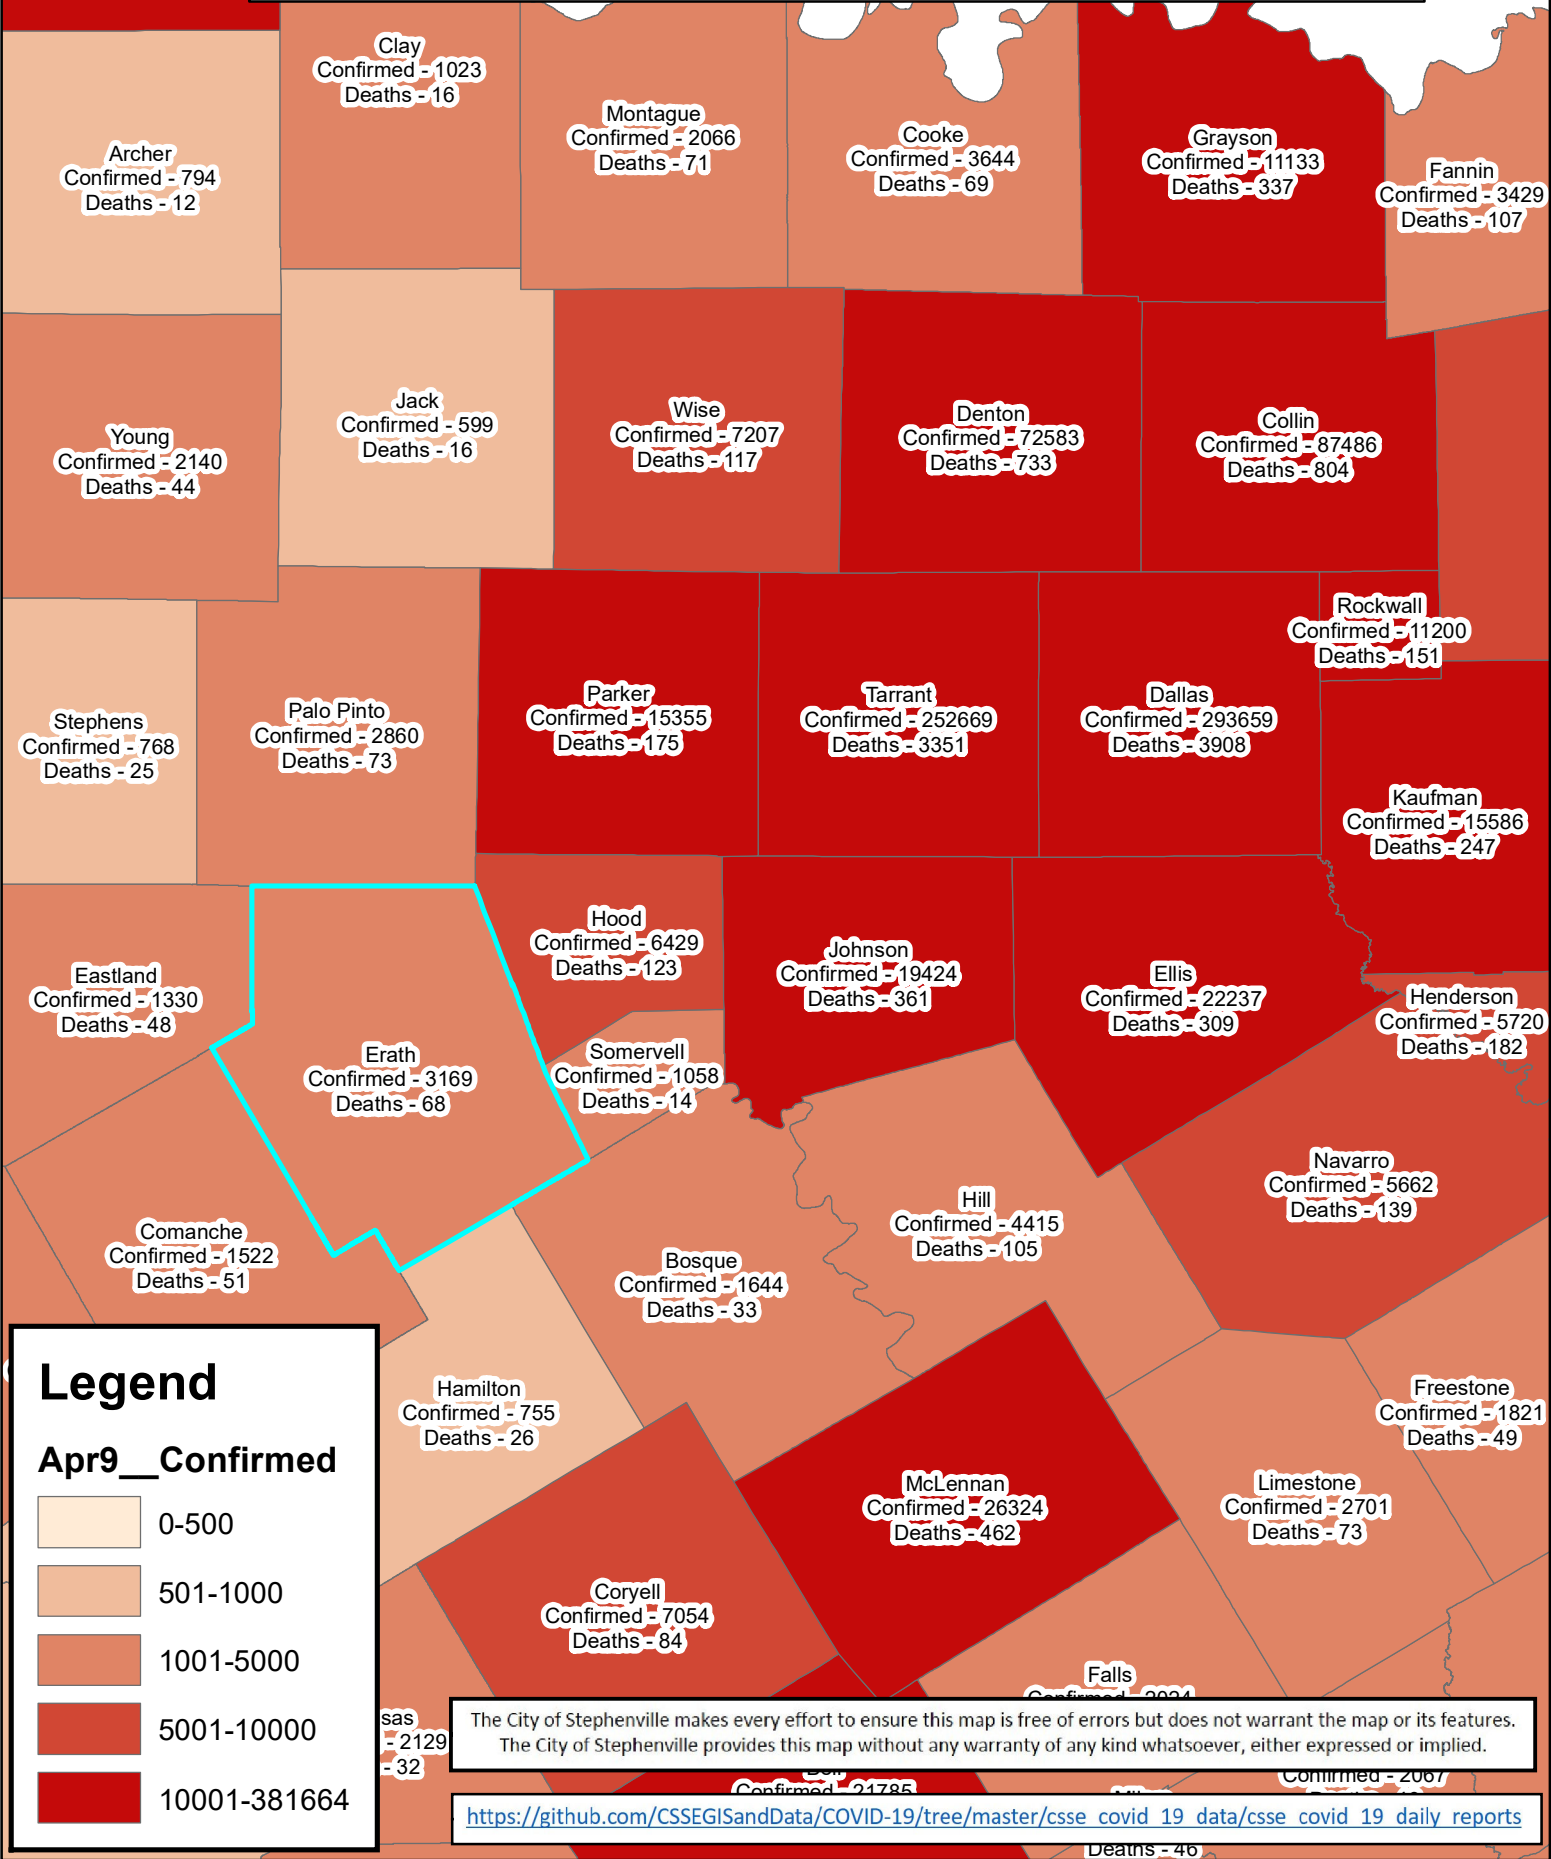 Clay
Confirmed - 1023
Deaths - 16
Montague
Confirmed - 2066
Deaths - 71
Cooke
Confirmed - 3644
Deaths - 69
Grayson
Confirmed - 11133
Deaths - 337
Archer
Confirmed - 794
Deaths - 12
Fannin
Confirmed - 3429
Deaths - 107
Young
Confirmed - 2140
Deaths - 44
Jack
Confirmed - 599
Deaths - 16
Wise
Confirmed - 7207
Deaths - 117
Denton
Confirmed - 72583
Deaths - 733
Collin
Confirmed - 87486
Deaths - 804
Rockwall
Confirmed - 11200
Deaths - 151
Stephens
Confirmed - 768
Deaths - 25
Palo Pinto
Confirmed - 2860
Deaths - 73
Parker
Confirmed - 15355
Deaths - 175
Tarrant
Confirmed - 252669
Deaths - 3351
Dallas
Confirmed - 293659
Deaths - 3908
Kaufman
Confirmed - 15586
Deaths - 247
Eastland
Confirmed - 1330
Deaths - 48
Hood
Confirmed - 6429
Deaths - 123
Johnson
Confirmed - 19424
Deaths - 361
Ellis
Confirmed - 22237
Deaths - 309
Henderson
Confirmed - 5720
Deaths - 182
Erath
Confirmed - 3169
Deaths - 68
Somervell
Confirmed - 1058
Deaths - 14
Navarro
Confirmed - 5662
Deaths - 139
Hill
Confirmed - 4415
Deaths - 105
Comanche
Confirmed - 1522
Deaths - 51
Bosque
Confirmed - 1644
Deaths - 33
Hamilton
Confirmed - 755
Deaths - 26
Freestone
Confirmed - 1821
Deaths - 49
McLennan
Confirmed - 26324
Deaths - 462
Limestone
Confirmed - 2701
Deaths - 73
Coryell
Confirmed - 7054
Deaths - 84
Falls
sas
- 2129
- 32
Confirmed - 21785
Confirmed - 2067
Deaths - 46
Legend
Apr9__Confirmed
0-500
501-1000
1001-5000
5001-10000
10001-381664
The City of Stephenville makes every effort to ensure this map is free of errors but does not warrant the map or its features.
The City of Stephenville provides this map without any warranty of any kind whatsoever, either expressed or implied.
https://github.com/CSSEGISandData/COVID-19/tree/master/csse_covid_19_data/csse_covid_19_daily_reports